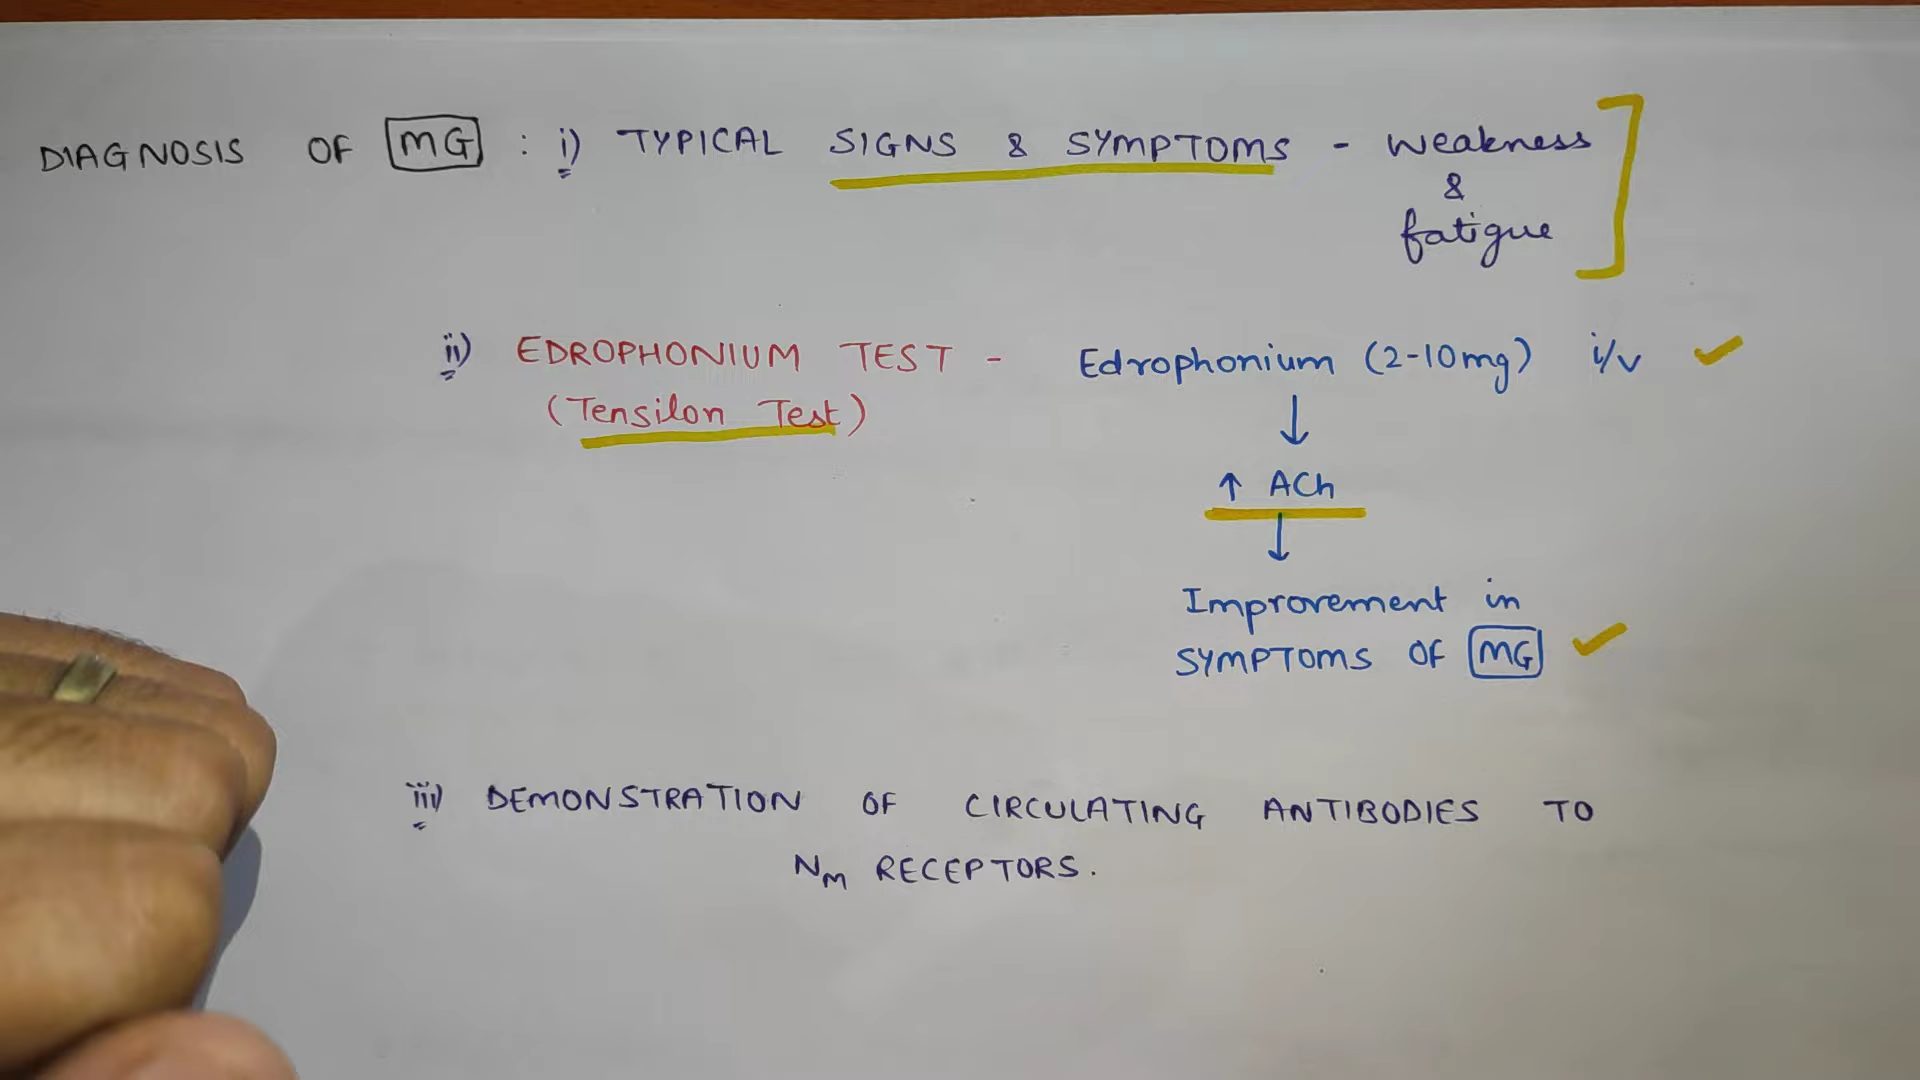 DIAGNOSIS OF MG : i) TYPICAL SIGNS & SYMPTOMS - Weakness
&
fatigue
ii) EDROPHONIUM TEST - Edrophonium (2-10mg) i/v
(Tensilon Test)
↓
↑ ACh
↓
Improvement in
SYMPTOMS OF MG
iii) DEMONSTRATION OF CIRCULATING ANTIBODIES TO
NM RECEPTORS.